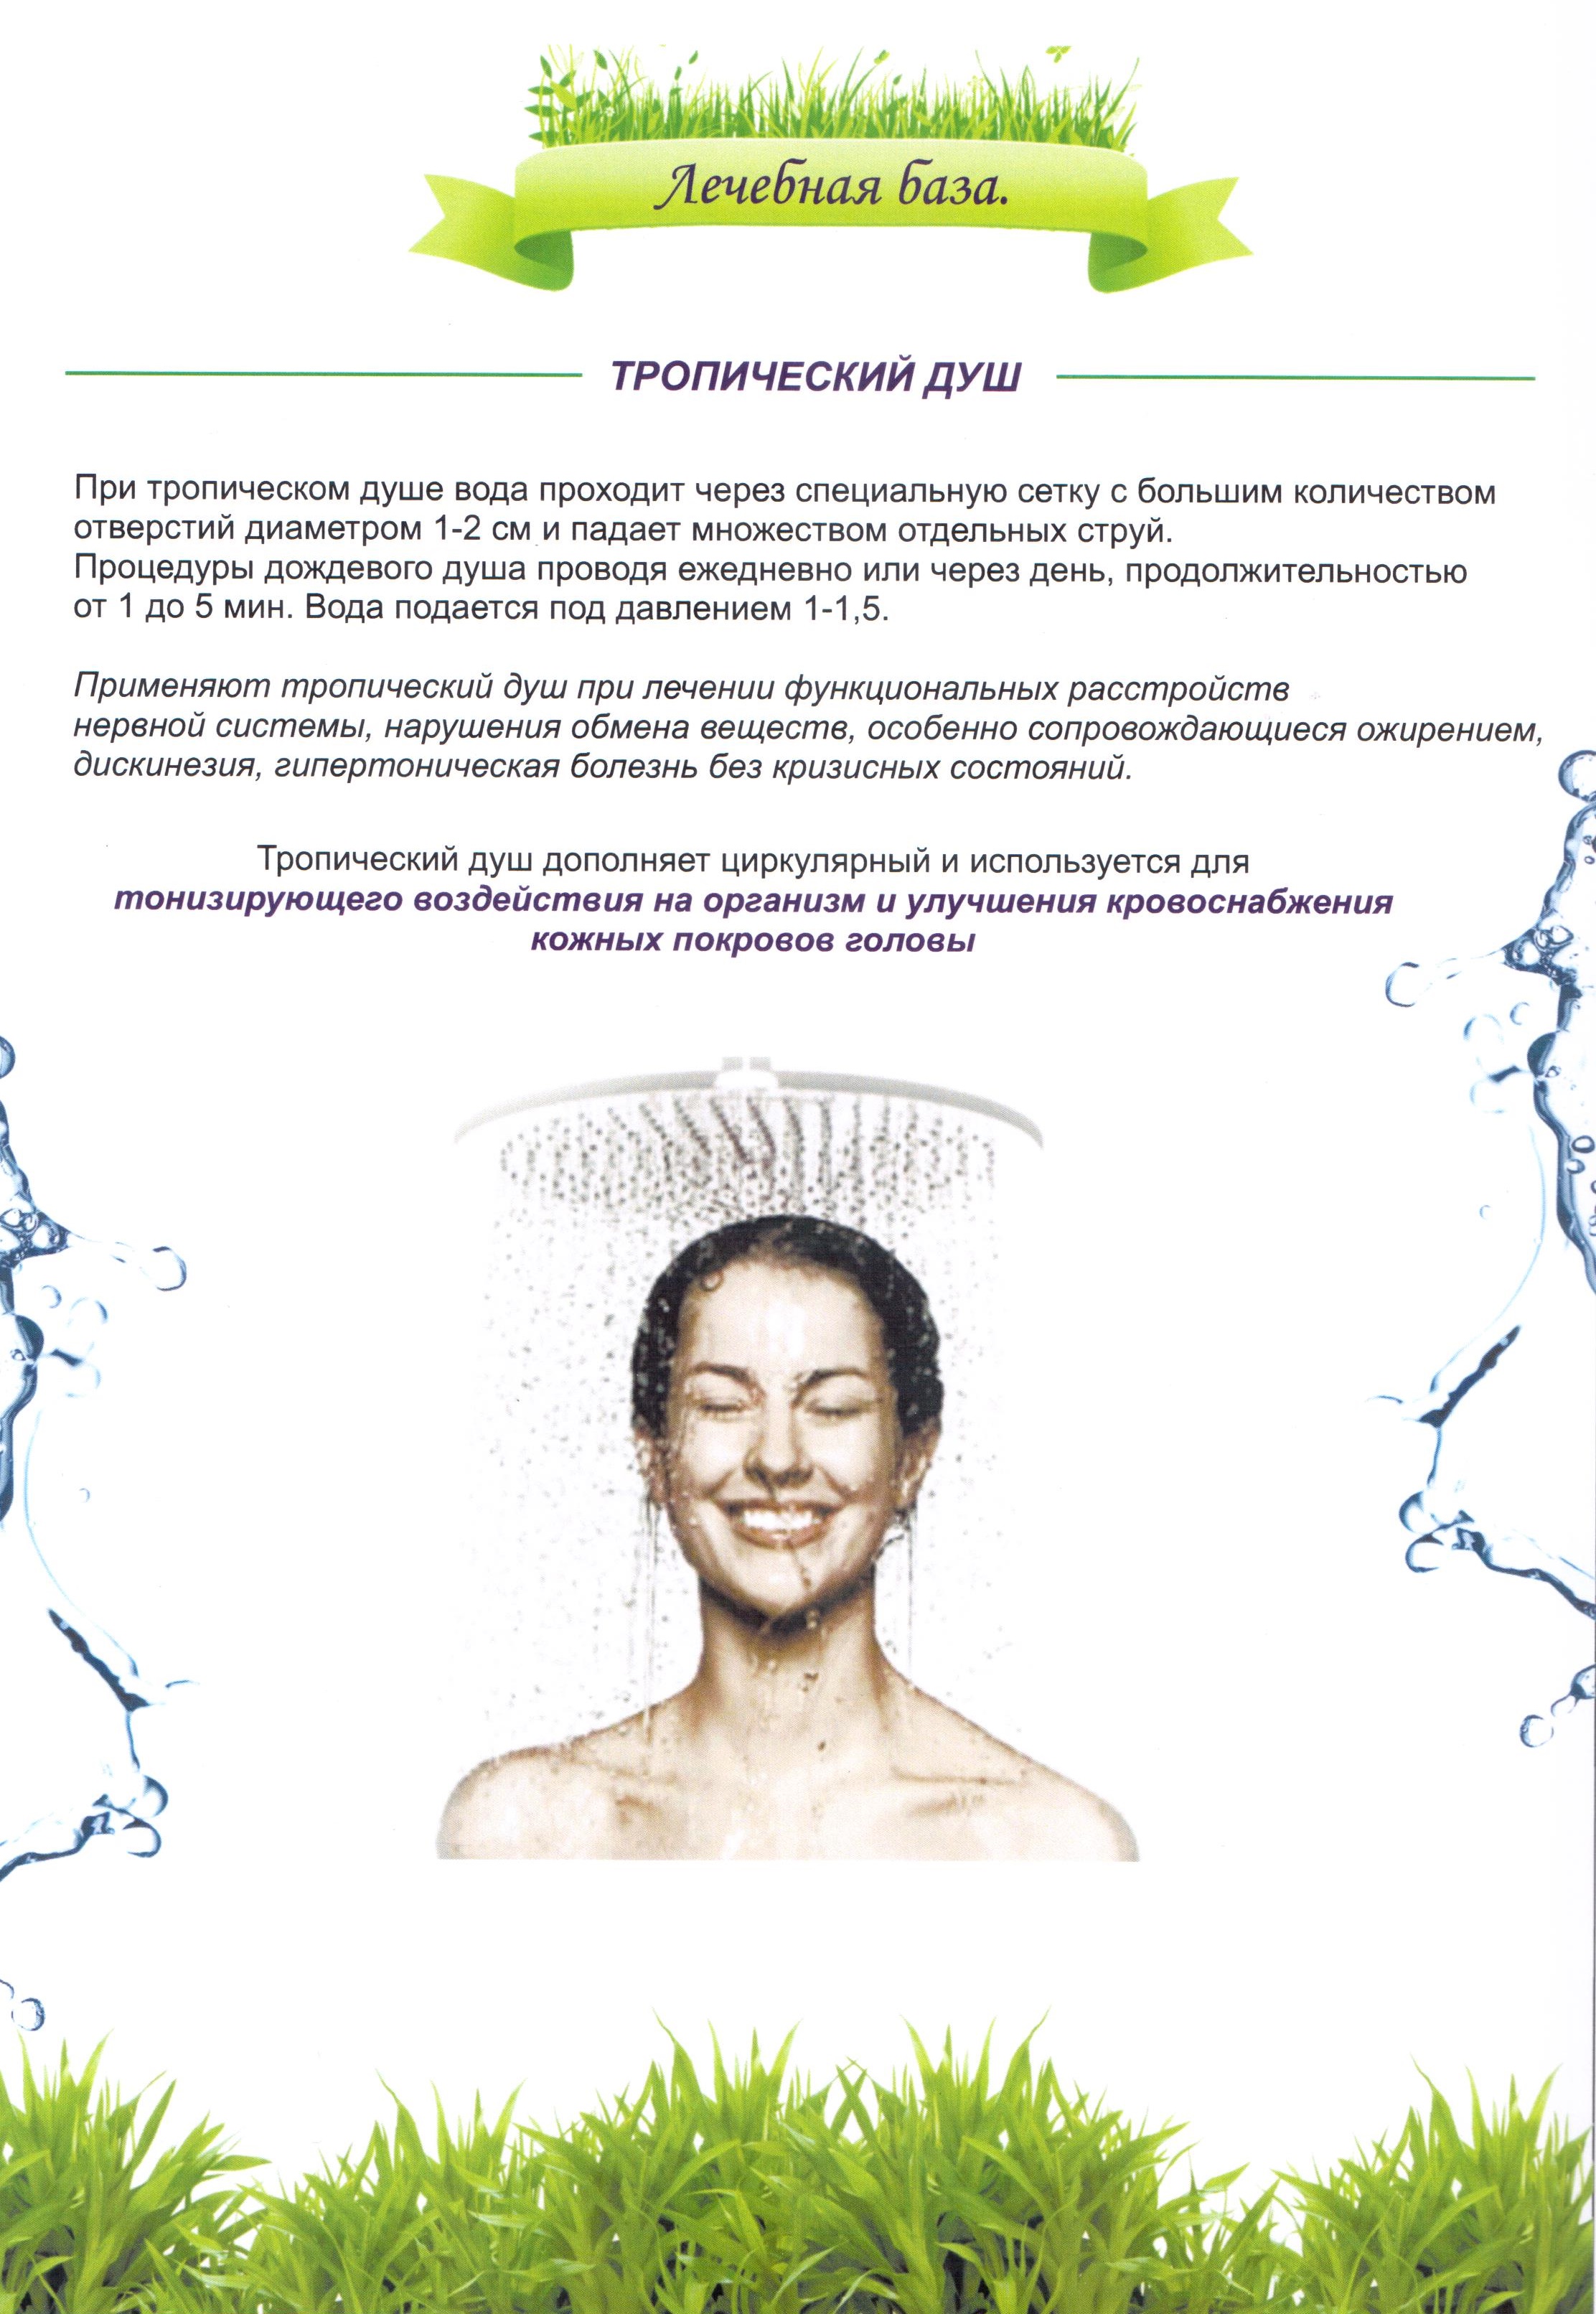 Лечебная база.
ТРОПИЧЕСКИЙ ДУШ
При тропическом душе вода проходит через специальную сетку с большим количеством
отверстий диаметром 1-2 см и падает множеством отдельных струй.
Процедуры дождевого душа проводя ежедневно или через день, продолжительностью
от 1 до 5 мин. Вода подается под давлением 1-1,5.
Применяют тропический душ при лечении функциональных расстройств
нервной системы, нарушения обмена веществ, особенно сопровождающиеся ожирением,
дискинезия, гипертоническая болезнь без кризисных состояний.
Тропический душ дополняет циркулярный и используется для
тонизирующего воздействия на организм и улучшения кровоснабжения
кожных покровов головы